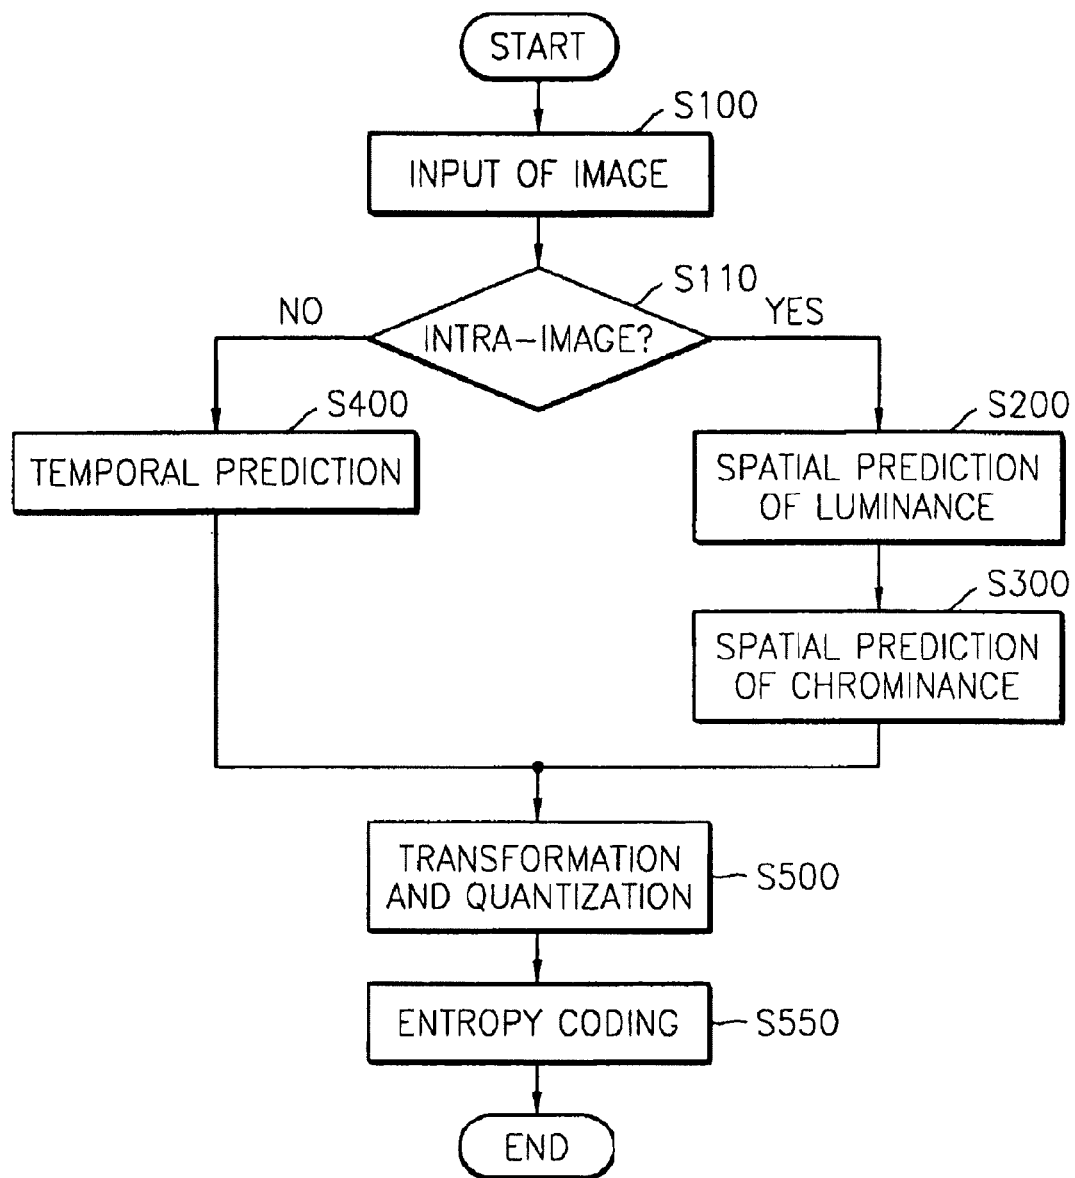 START
S100
INPUT OF IMAGE
S110
NO
YES
INTRA-IMAGE?
S400
S200
TEMPORAL PREDICTION
SPATIAL PREDICTION
OF LUMINANCE
S300
SPATIAL PREDICTION
OF CHROMINANCE
TRANSFORMATION
AND QUANTIZATION
S500
ENTROPY CODING
S550
END